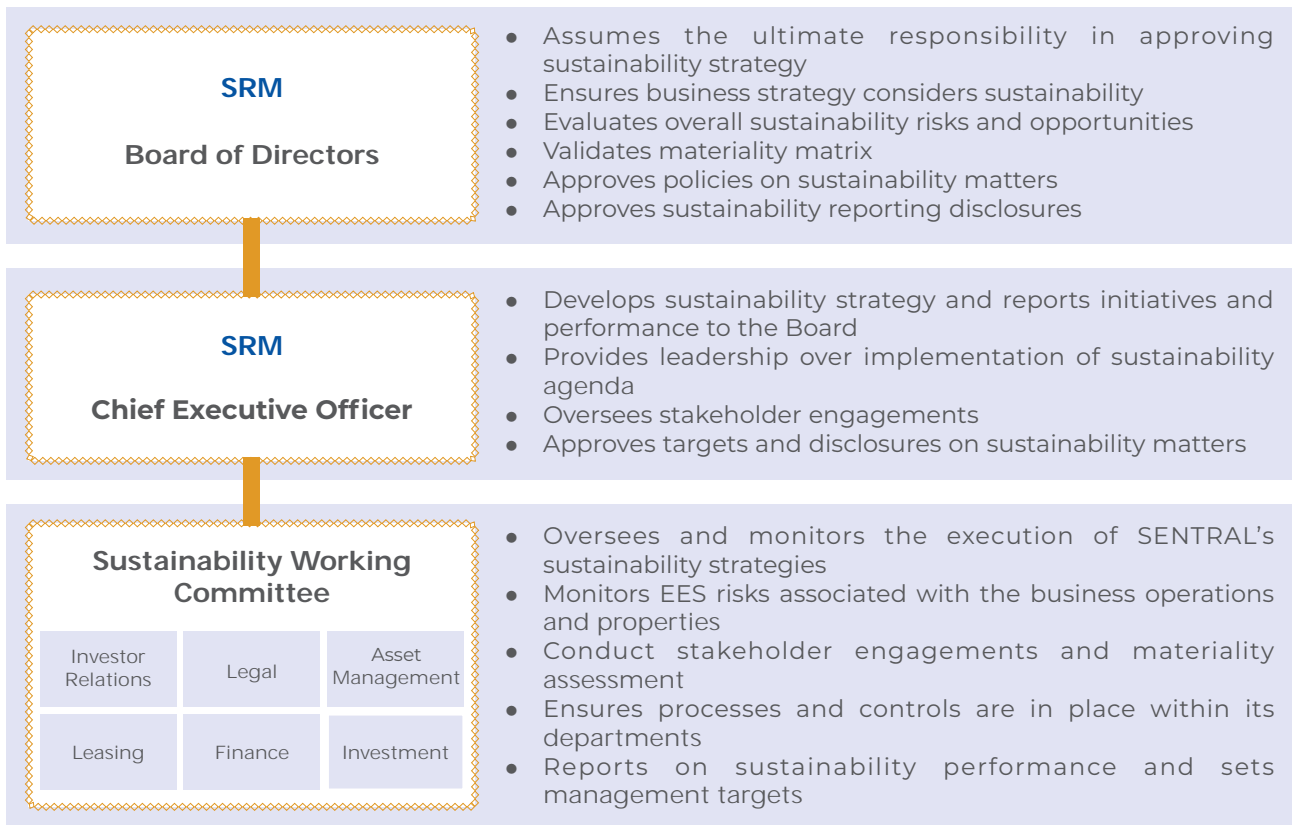 SRM
Board of Directors
● Assumes the ultimate responsibility in approving
sustainability strategy
● Ensures business strategy considers sustainability
● Evaluates overall sustainability risks and opportunities
● Validates materiality matrix
● Approves policies on sustainability matters
● Approves sustainability reporting disclosures
SRM
Chief Executive Officer
● Develops sustainability strategy and reports initiatives and
performance to the Board
● Provides leadership over implementation of sustainability
agenda
● Oversees stakeholder engagements
● Approves targets and disclosures on sustainability matters
Sustainability Working
Committee
Investor
Relations
Legal
Asset
Management
Leasing
Finance
Investment
● Oversees and monitors the execution of SENTRAL’s
sustainability strategies
● Monitors EES risks associated with the business operations
and properties
● Conduct stakeholder engagements and materiality
assessment
● Ensures processes and controls are in place within its
departments
● Reports on sustainability performance and sets
management targets